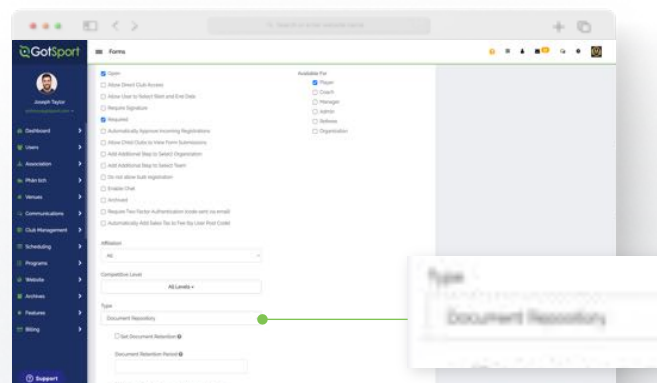 GotSport
Forms
Joseph Taylor
Dashboard
Users
Association
Phân tích
Venues
Communications
Club Management
Scheduling
Programs
Website
Archives
Features
Billing
Support
Open
Allow Direct Club Access
Allow User to Select Start and End Date
Require Signature
Required
Automatically Approve Incoming Registrations
Allow Child Clubs to View Form Submissions
Add Additional Step to Select Organization
Add Additional Step to Select Team
Do not allow bulk registration
Enable Chat
Archived
Require Two Factor Authentication (code sent via email)
Automatically Add Sales Tax to Fee (by User Post Code)
Available For
Player
Coach
Manager
Admin
Referee
Organization
Affiliation
All
Competitive Level
All Levels
Type
Document Repository
Set Document Retention
Document Retention Period
Type
Document Repository